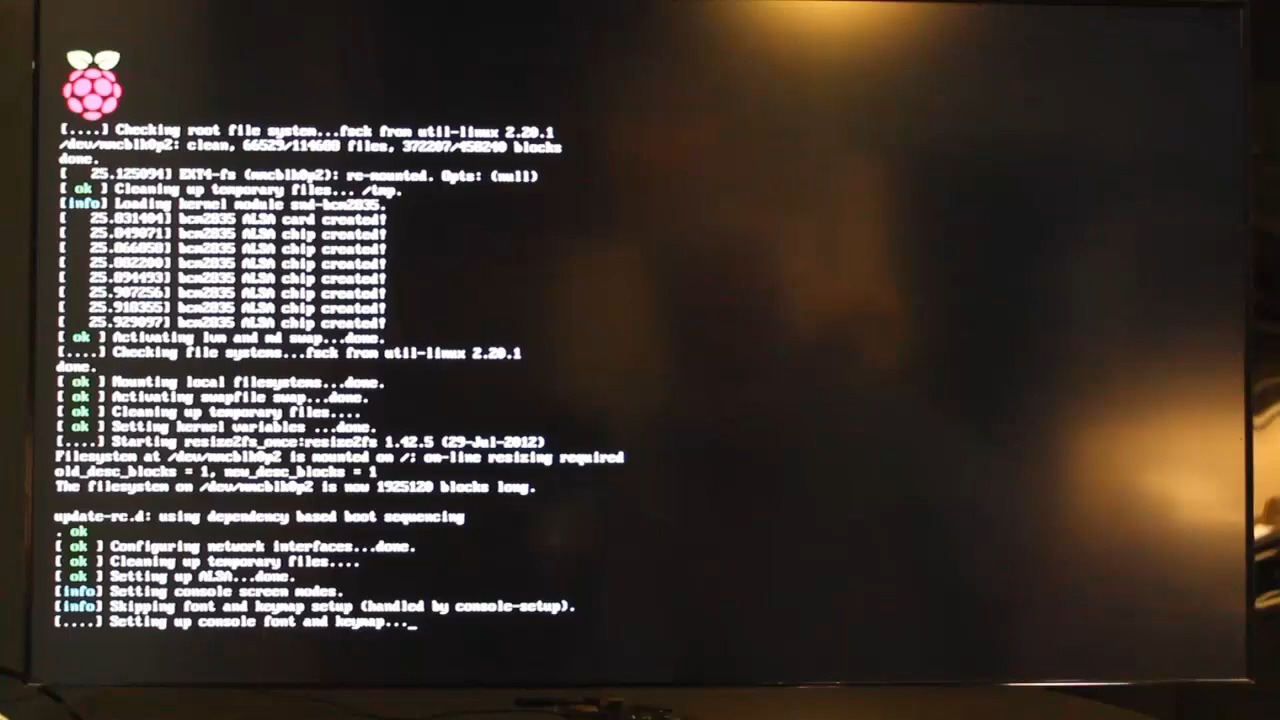 [....] Checking root file system...fsck from util-linux 2.20.1
/dev/mmcblk0p2: clean, 66529/114688 files, 372207/458240 blocks
done.
[   25.125094] EXT4-fs (mmcblk0p2): re-mounted. Opts: (null)
[ ok ] Cleaning up temporary files... /tmp.
[info] Loading kernel module snd-bcm2835.
[   25.831404] bcm2835 ALSA card created!
[   25.849071] bcm2835 ALSA chip created!
[   25.866058] bcm2835 ALSA chip created!
[   25.882200] bcm2835 ALSA chip created!
[   25.894493] bcm2835 ALSA chip created!
[   25.907256] bcm2835 ALSA chip created!
[   25.918355] bcm2835 ALSA chip created!
[   25.929097] bcm2835 ALSA chip created!
[ ok ] Activating lvm and md swap...done.
[....] Checking file systems...fsck from util-linux 2.20.1
done.
[ ok ] Mounting local filesystems...done.
[ ok ] Activating swapfile swap...done.
[ ok ] Cleaning up temporary files....
[ ok ] Setting kernel variables ...done.
[....] Starting resize2fs_once:resize2fs 1.42.5 (29-Jul-2012)
Filesystem at /dev/mmcblk0p2 is mounted on /; on-line resizing required
old_desc_blocks = 1, new_desc_blocks = 1
The filesystem on /dev/mmcblk0p2 is now 1925120 blocks long.
update-rc.d: using dependency based boot sequencing
. ok
[ ok ] Configuring network interfaces...done.
[ ok ] Cleaning up temporary files....
[ ok ] Setting up ALSA...done.
[info] Setting console screen modes.
[info] Skipping font and keymap setup (handled by console-setup).
[....] Setting up console font and keymap..._